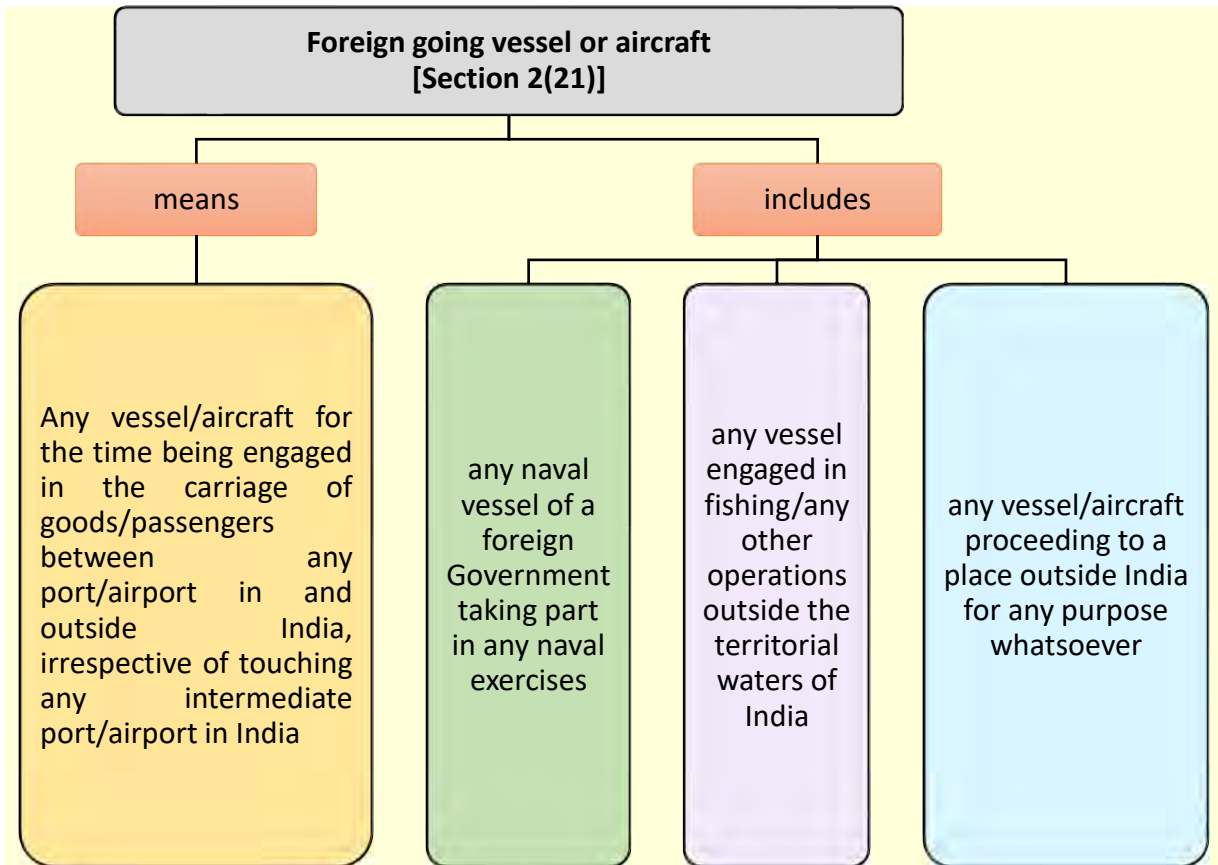 Foreign going vessel or aircraft
[Section 2(21)]
means
includes
Any vessel/aircraft for
the time being engaged
in the carriage of
goods/passengers
between any
port/airport in and
outside India,
irrespective of touching
any intermediate
port/airport in India
any naval
vessel of a
foreign
Government
taking part
in any naval
exercises
any vessel
engaged in
fishing/any
other
operations
outside the
territorial
waters of
India
any vessel/aircraft
proceeding to a
place outside India
for any purpose
whatsoever